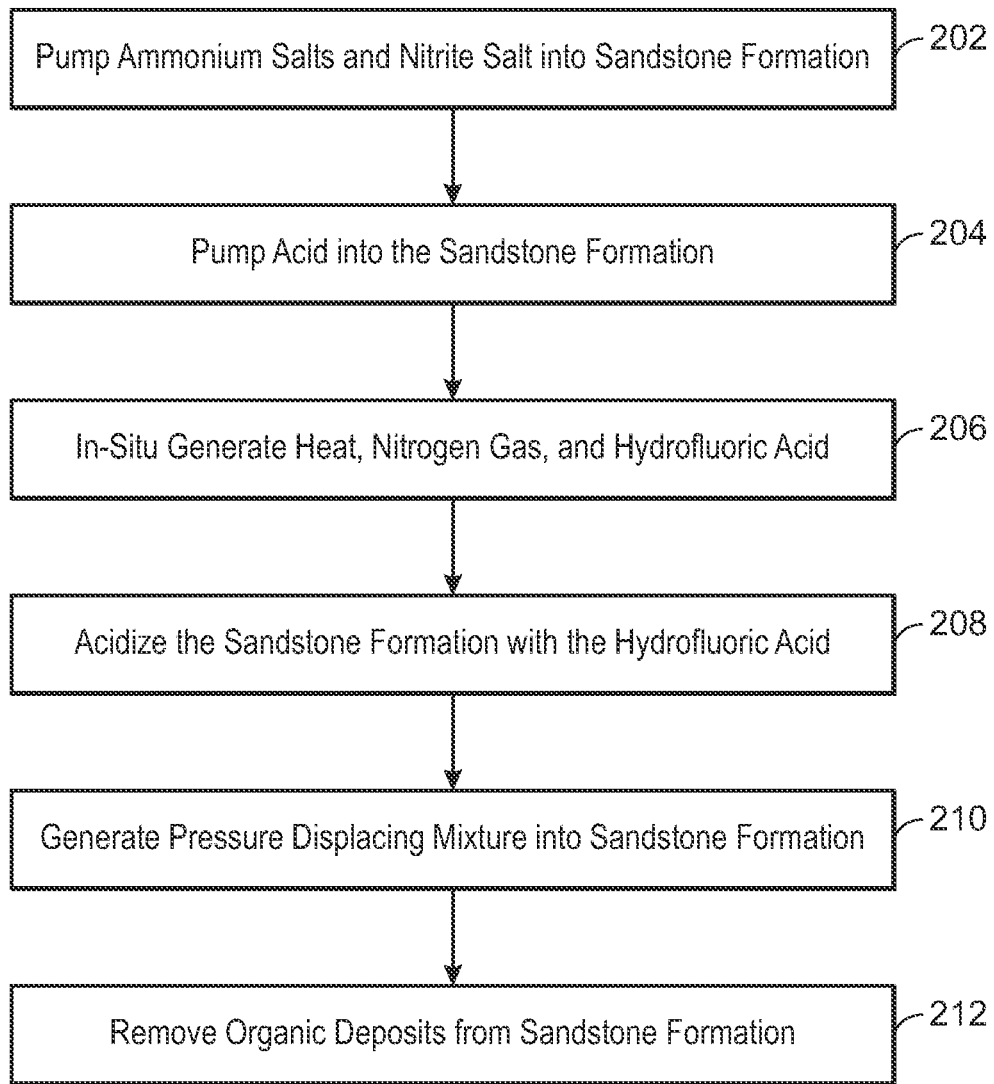 Pump Ammonium Salts and Nitrite Salt into Sandstone Formation
202
Pump Acid into the Sandstone Formation
204
In-Situ Generate Heat, Nitrogen Gas, and Hydrofluoric Acid
206
Acidize the Sandstone Formation with the Hydrofluoric Acid
208
Generate Pressure Displacing Mixture into Sandstone Formation
210
Remove Organic Deposits from Sandstone Formation
212